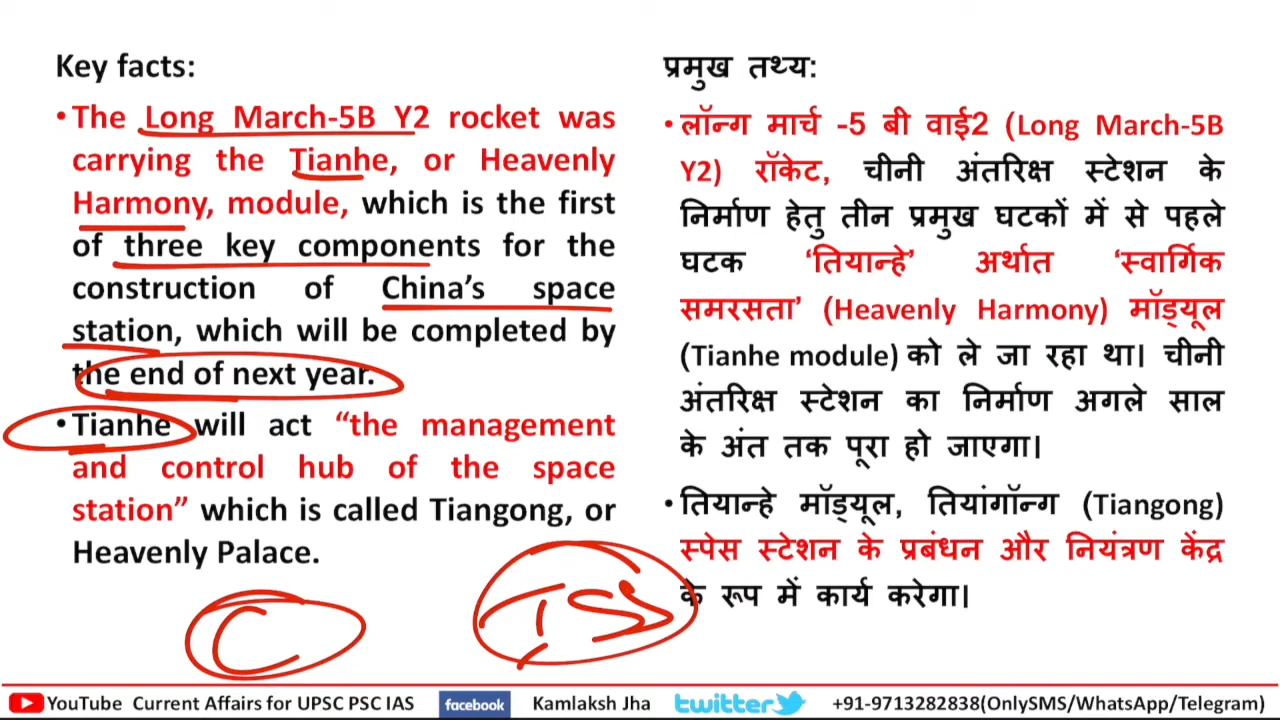 Key facts:
•The Long March-5B Y2 rocket was
carrying the Tianhe, or Heavenly
Harmony, module, which is the first
of three key components for the
construction of China's space
station, which will be completed by
the end of next year.
•Tianhe will act “the management
and control hub of the space
station” which is called Tiangong, or
Heavenly Palace.
C
ISS
प्रमुख तथ्य:
•लॉन्ग मार्च -5 बी वाई2 (Long March-5B
Y2) रॉकेट, चीनी अंतरिक्ष स्टेशन के
निर्माण हेतु तीन प्रमुख घटकों में से पहले
घटक ‘तियान्हे’ अर्थात ‘स्वार्गिक
समरसता’ (Heavenly Harmony) मॉड्यूल
(Tianhe module) को ले जा रहा था। चीनी
अंतरिक्ष स्टेशन का निर्माण अगले साल
के अंत तक पूरा हो जाएगा।
•तियान्हे मॉड्यूल, तियांगॉन्ग (Tiangong)
स्पेस स्टेशन के प्रबंधन और नियंत्रण केंद्र
के रूप में कार्य करेगा।
YouTube Current Affairs for UPSC PSC IAS facebook Kamlaksh Jha twitter +91-9713282838(OnlySMS/WhatsApp/Telegram)